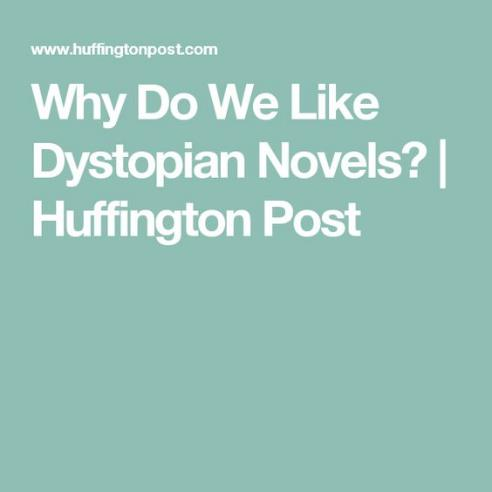 www.huffingtonpost.com
Why Do We Like
Dystopian Novels? |
Huffington Post